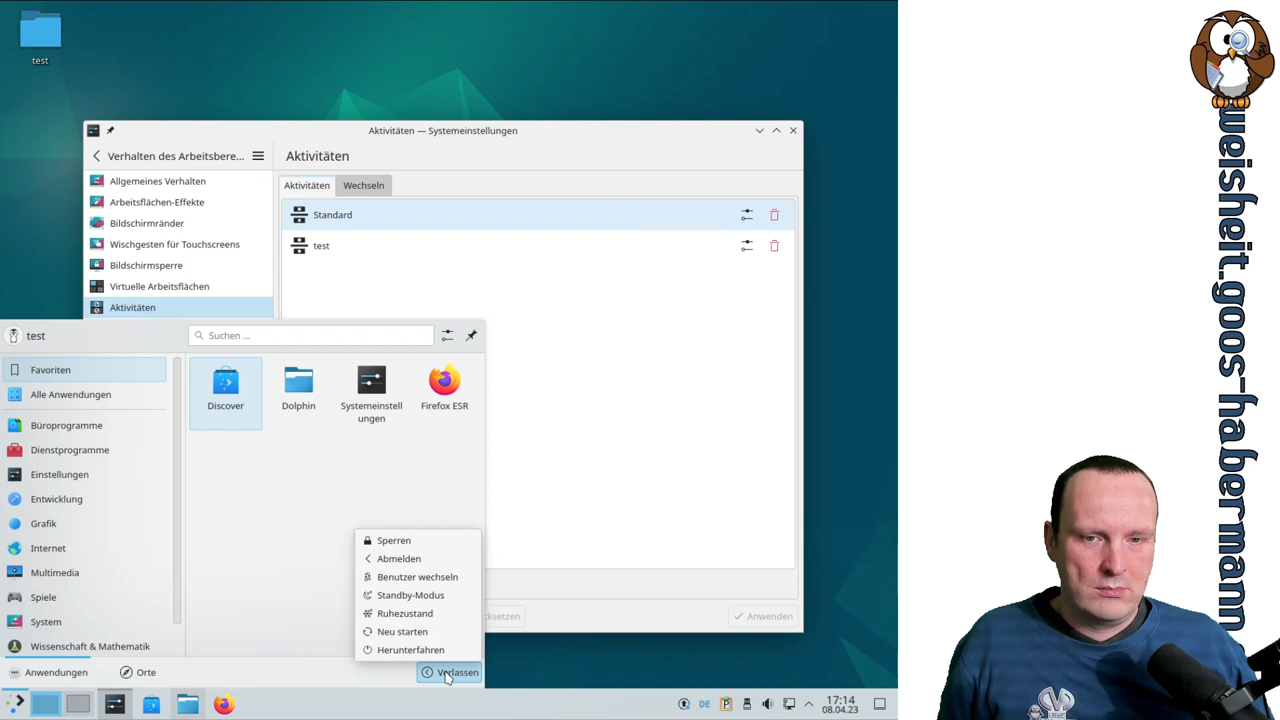 test
Aktivitäten — Systemeinstellungen
Verhalten des Arbeitsbere...
Aktivitäten
Allgemeines Verhalten
Arbeitsflächen-Effekte
Bildschirmränder
Wischgesten für Touchscreens
Bildschirmsperre
Virtuelle Arbeitsflächen
Aktivitäten
Aktivitäten
Wechseln
Standard
test
test
Suchen ...
Favoriten
Alle Anwendungen
Büroprogramme
Dienstprogramme
Einstellungen
Entwicklung
Grafik
Internet
Multimedia
Spiele
System
Wissenschaft & Mathematik
Discover
Dolphin
Systemeinstell
ungen
Firefox ESR
Sperren
Abmelden
Benutzer wechseln
Standby-Modus
Ruhezustand
Neu starten
Herunterfahren
cksetzen
Anwenden
Anwendungen
Orte
Verlassen
DE
17:14
08.04.23
weisheit.goos-habermann